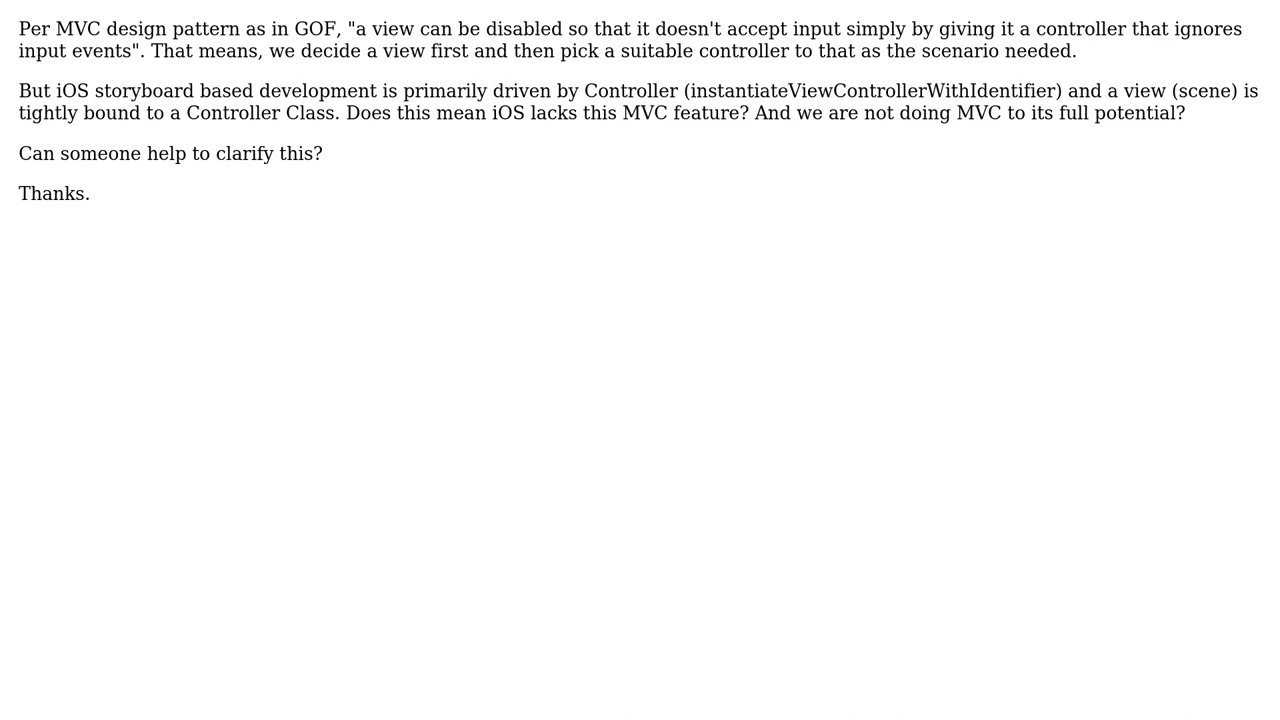 Per MVC design pattern as in GOF, "a view can be disabled so that it doesn't accept input simply by giving it a controller that ignores
input events". That means, we decide a view first and then pick a suitable controller to that as the scenario needed.
But iOS storyboard based development is primarily driven by Controller (instantiateViewControllerWithIdentifier) and a view (scene) is
tightly bound to a Controller Class. Does this mean iOS lacks this MVC feature? And we are not doing MVC to its full potential?
Can someone help to clarify this?
Thanks.